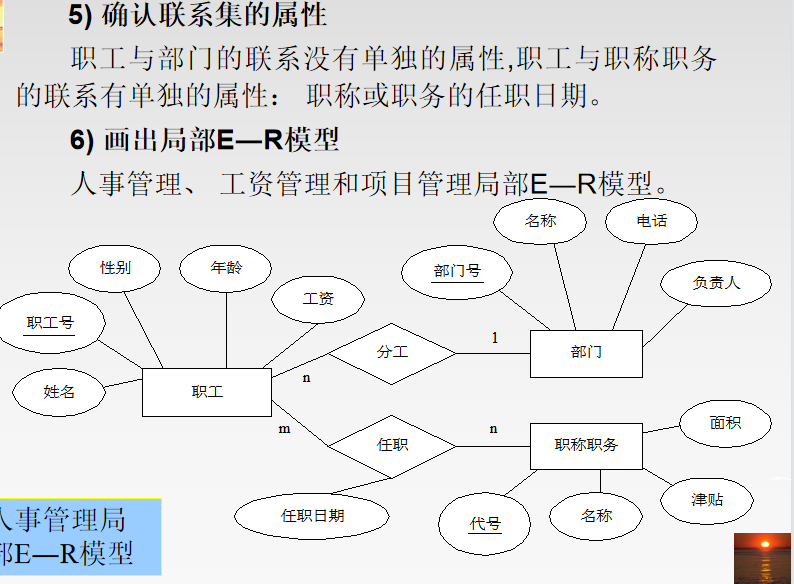 5) 确认联系集的属性
职工与部门的联系没有单独的属性,职工与职称职务
的联系有单独的属性： 职称或职务的任职日期。
6) 画出局部E—R模型
人事管理、 工资管理和项目管理局部E—R模型。
名称
电话
性别
年龄
部门号
负责人
工资
职工号
分工
1
部门
n
姓名
职工
m
任职
n
职称职务
面积
任职日期
代号
名称
津贴
人事管理局
部E—R模型